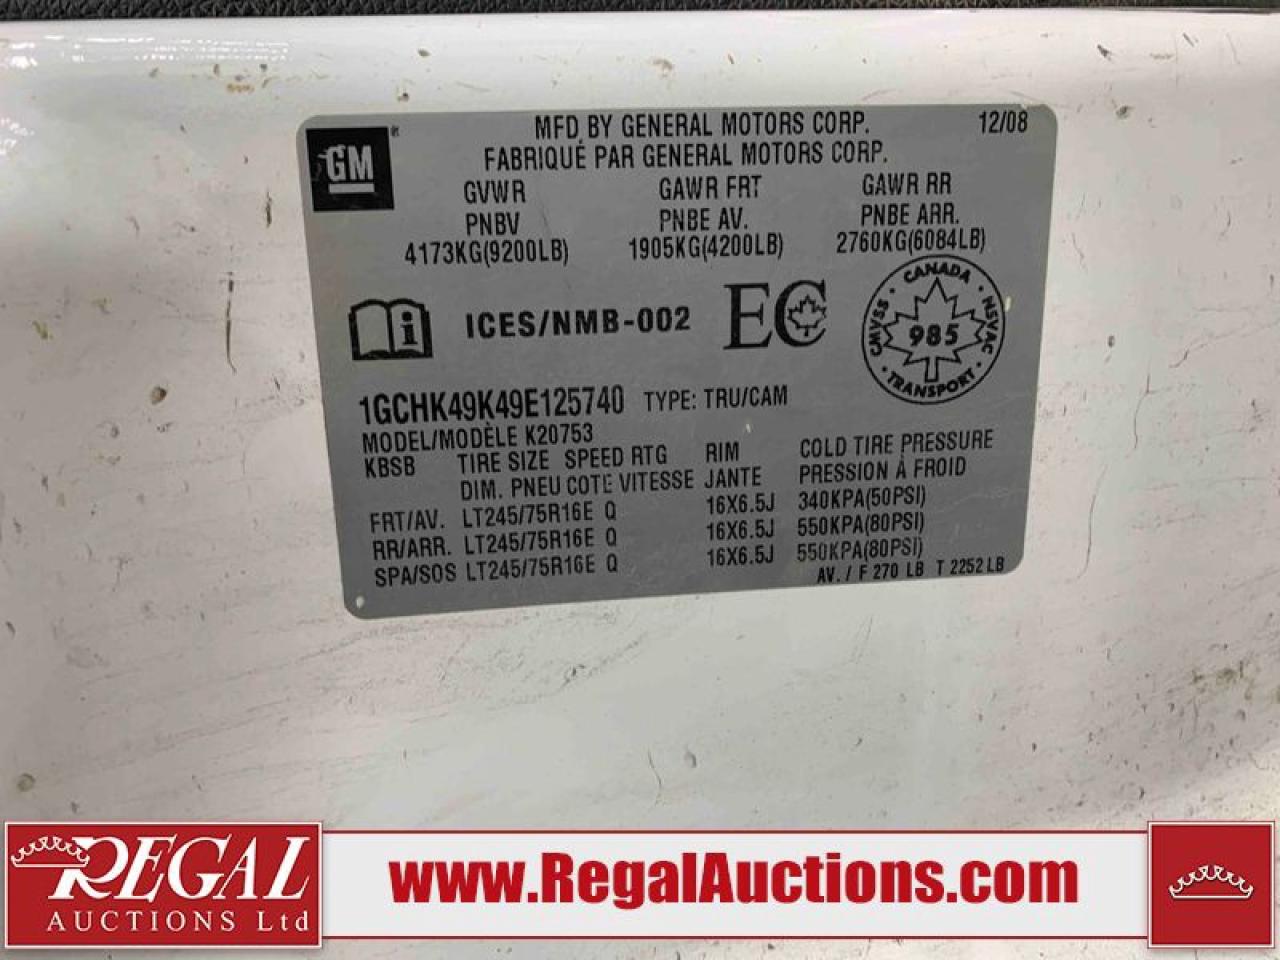 GM
MFD BY GENERAL MOTORS CORP. 12/08
FABRIQUÉ PAR GENERAL MOTORS CORP.
GVWR GAWR FRT GAWR RR
PNBV PNBE AV. PNBE ARR.
4173KG(9200LB) 1905KG(4200LB) 2760KG(6084LB)
i ICES/NMB-002 EC
CANADA
CMVSS 985 NSVAC
TRANSPORT
1GCHK49K49E125740 TYPE: TRU/CAM
MODEL/MODÈLE K20753
KBSB TIRE SIZE SPEED RTG RIM COLD TIRE PRESSURE
DIM. PNEU COTE VITESSE JANTE PRESSION À FROID
FRT/AV. LT245/75R16E Q 16X6.5J 340KPA(50PSI)
RR/ARR. LT245/75R16E Q 16X6.5J 550KPA(80PSI)
SPA/SOS LT245/75R16E Q 16X6.5J 550KPA(80PSI)
AV. / F 270 LB T 2252 LB
REGAL
AUCTIONS Ltd
www.RegalAuctions.com